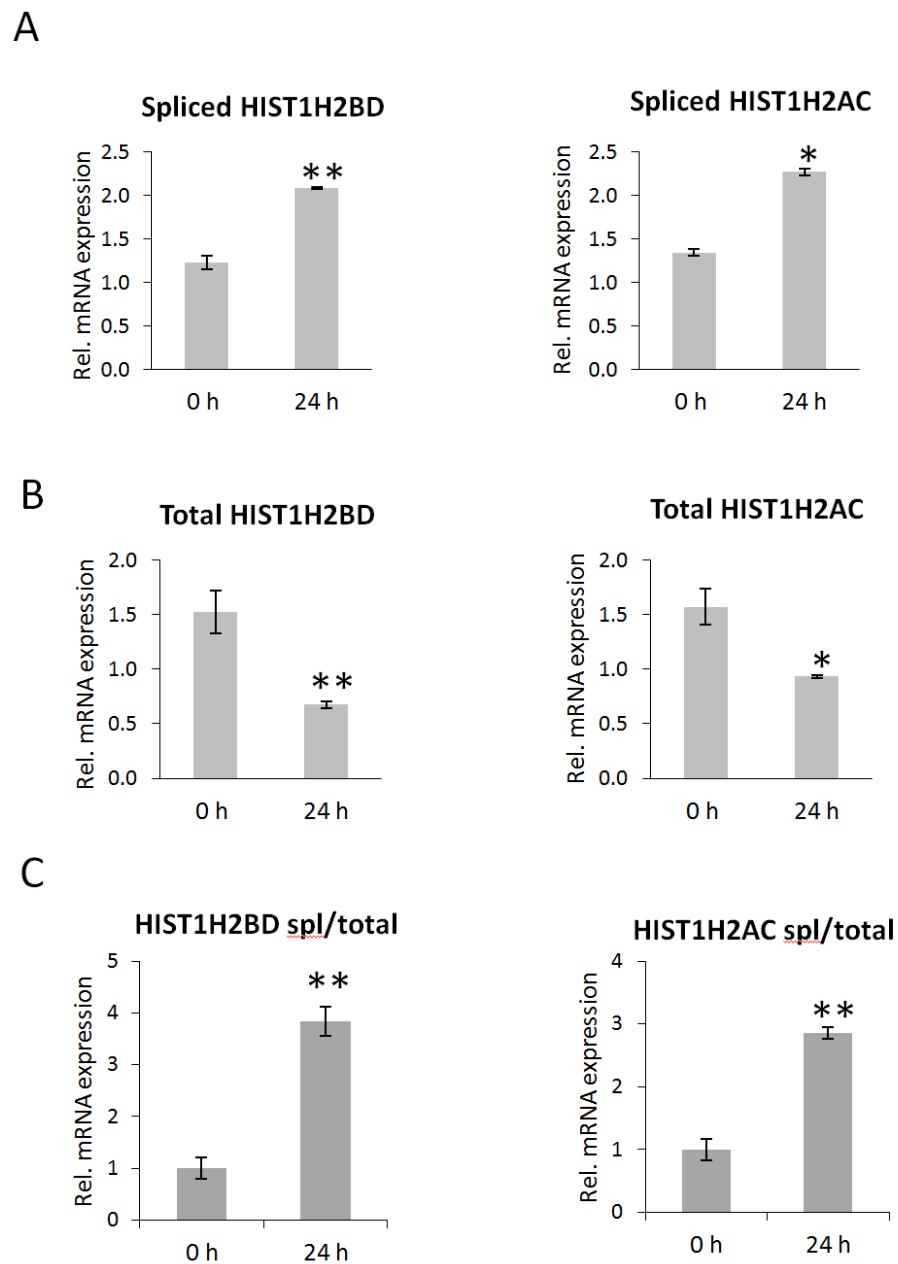 A
Spliced HIST1H2BD
Rel. mRNA expression
2.5
2.0
1.5
1.0
0.5
0.0
**
0 h 24 h
Spliced HIST1H2AC
Rel. mRNA expression
2.5
2.0
1.5
1.0
0.5
0.0
*
0 h 24 h
B
Total HIST1H2BD
Rel. mRNA expression
2.0
1.5
1.0
0.5
0.0
**
0 h 24 h
Total HIST1H2AC
Rel. mRNA expression
2.0
1.5
1.0
0.5
0.0
*
0 h 24 h
C
HIST1H2BD spl/total
Rel. mRNA expression
5
4
3
2
1
0
**
0 h 24 h
HIST1H2AC spl/total
Rel. mRNA expression
4
3
2
1
0
**
0 h 24 h